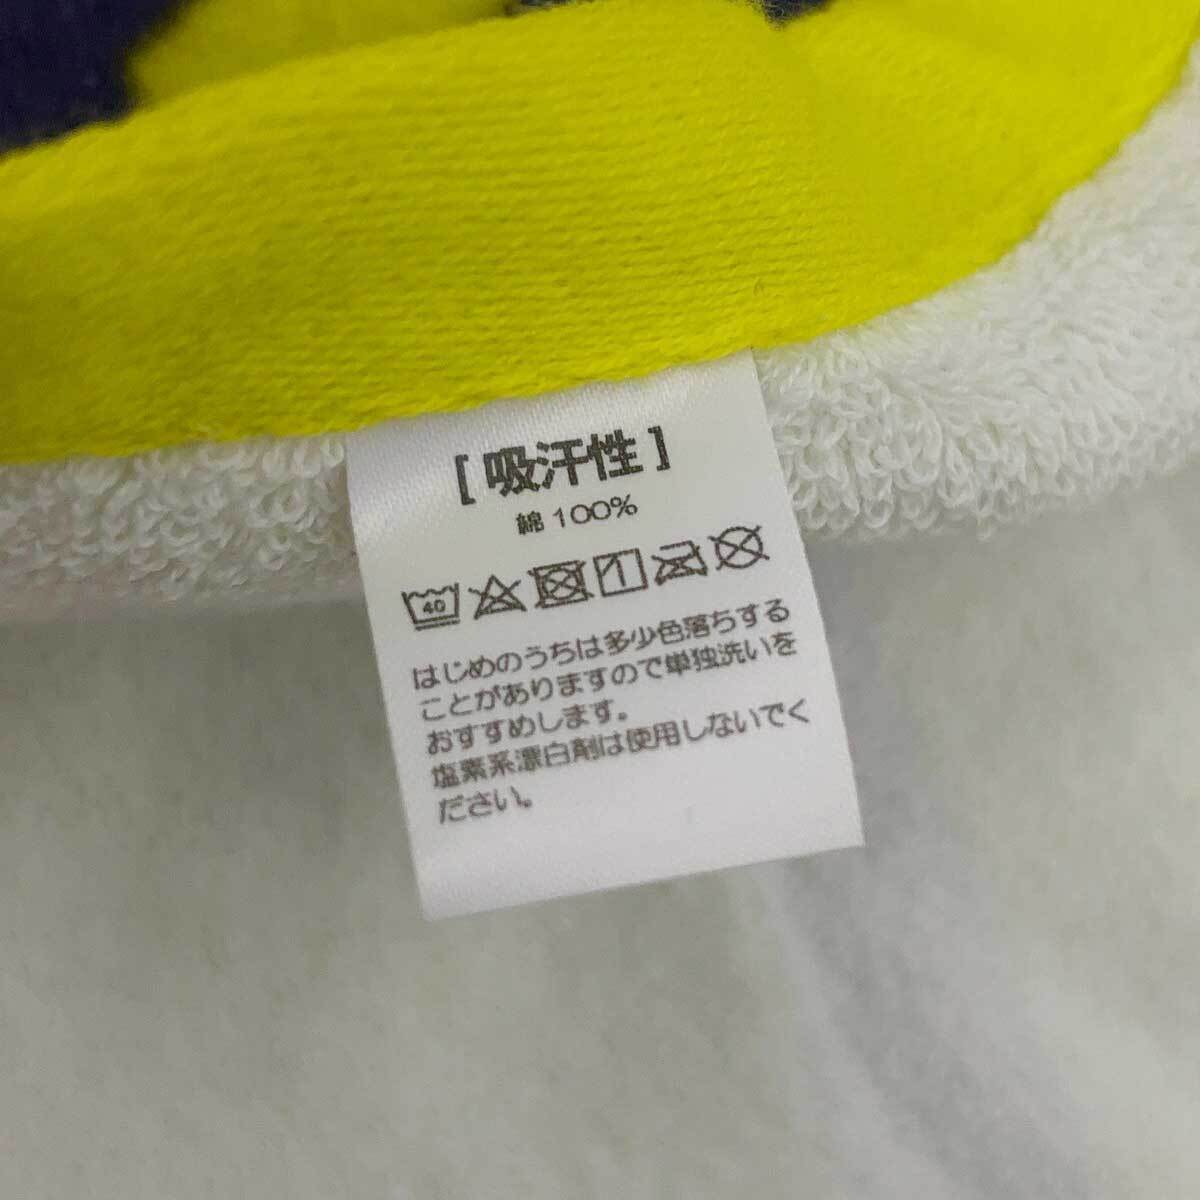 [吸汗性]
綿 100%
40
はじめのうちは多少色落ちする
ことがありますので単独洗いを
おすすめします。
塩素系漂白剤は使用しないでく
ださい。